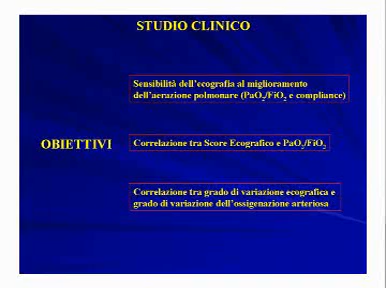 STUDIO CLINICO
Sensibilità dell'ecografia al miglioramento
dell'aerazione polmonare (PaO₂/FiO₂ e compliance)
OBIETTIVI
Correlazione tra Score Ecografico e PaO₂/FiO₂
Correlazione tra grado di variazione ecografica e
grado di variazione dell'ossigenazione arteriosa